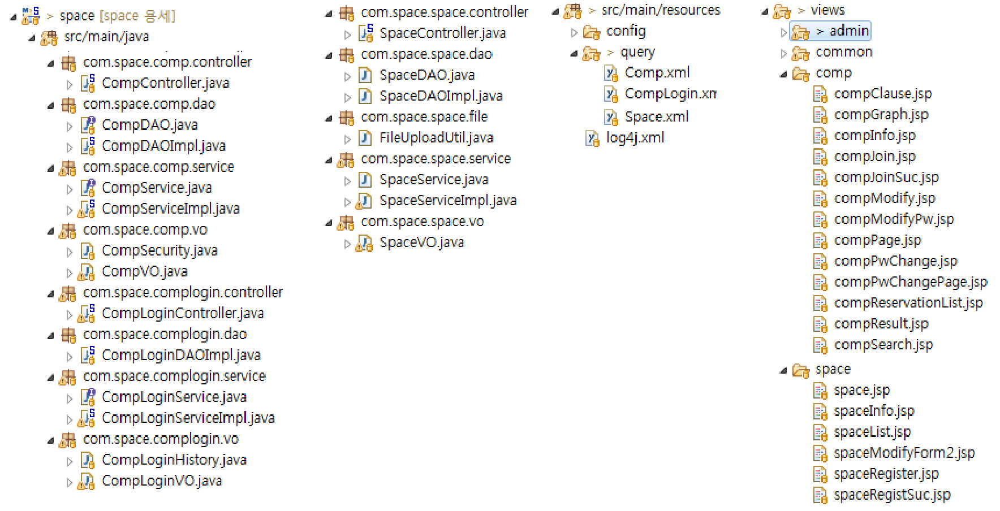 > space [space 용세]
src/main/java
com.space.comp.controller
CompController.java
com.space.comp.dao
CompDAO.java
CompDAOImpl.java
com.space.comp.service
CompService.java
CompServiceImpl.java
com.space.comp.vo
CompSecurity.java
CompVO.java
com.space.complogin.controller
CompLoginController.java
com.space.complogin.dao
CompLoginDAOImpl.java
com.space.complogin.service
CompLoginService.java
CompLoginServiceImpl.java
com.space.complogin.vo
CompLoginHistory.java
CompLoginVO.java
com.space.space.controller
SpaceController.java
com.space.space.dao
SpaceDAO.java
SpaceDAOImpl.java
com.space.space.file
FileUploadUtil.java
com.space.space.service
SpaceService.java
SpaceServiceImpl.java
com.space.space.vo
SpaceVO.java
> src/main/resources
config
> query
Comp.xml
CompLogin.xm
Space.xml
log4j.xml
> views
> admin
common
comp
compClause.jsp
compGraph.jsp
compInfo.jsp
compJoin.jsp
compJoinSuc.jsp
compModify.jsp
compModifyPw.jsp
compPage.jsp
compPwChange.jsp
compPwChangePage.jsp
compReservationList.jsp
compResult.jsp
compSearch.jsp
space
space.jsp
spaceInfo.jsp
spaceList.jsp
spaceModifyForm2.jsp
spaceRegister.jsp
spaceRegistSuc.jsp